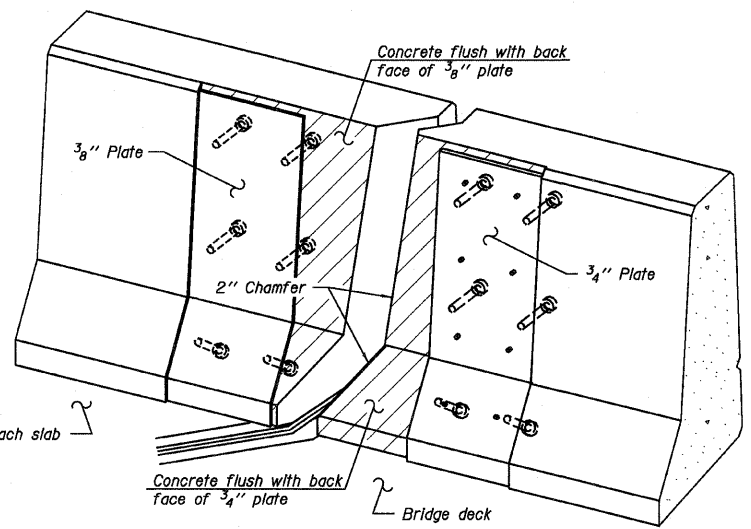 Concrete flush with back
face of 3/8" plate
3/8" Plate
3/4" Plate
2" Chamfer
ach slab
Concrete flush with back
face of 3/4" plate
Bridge deck